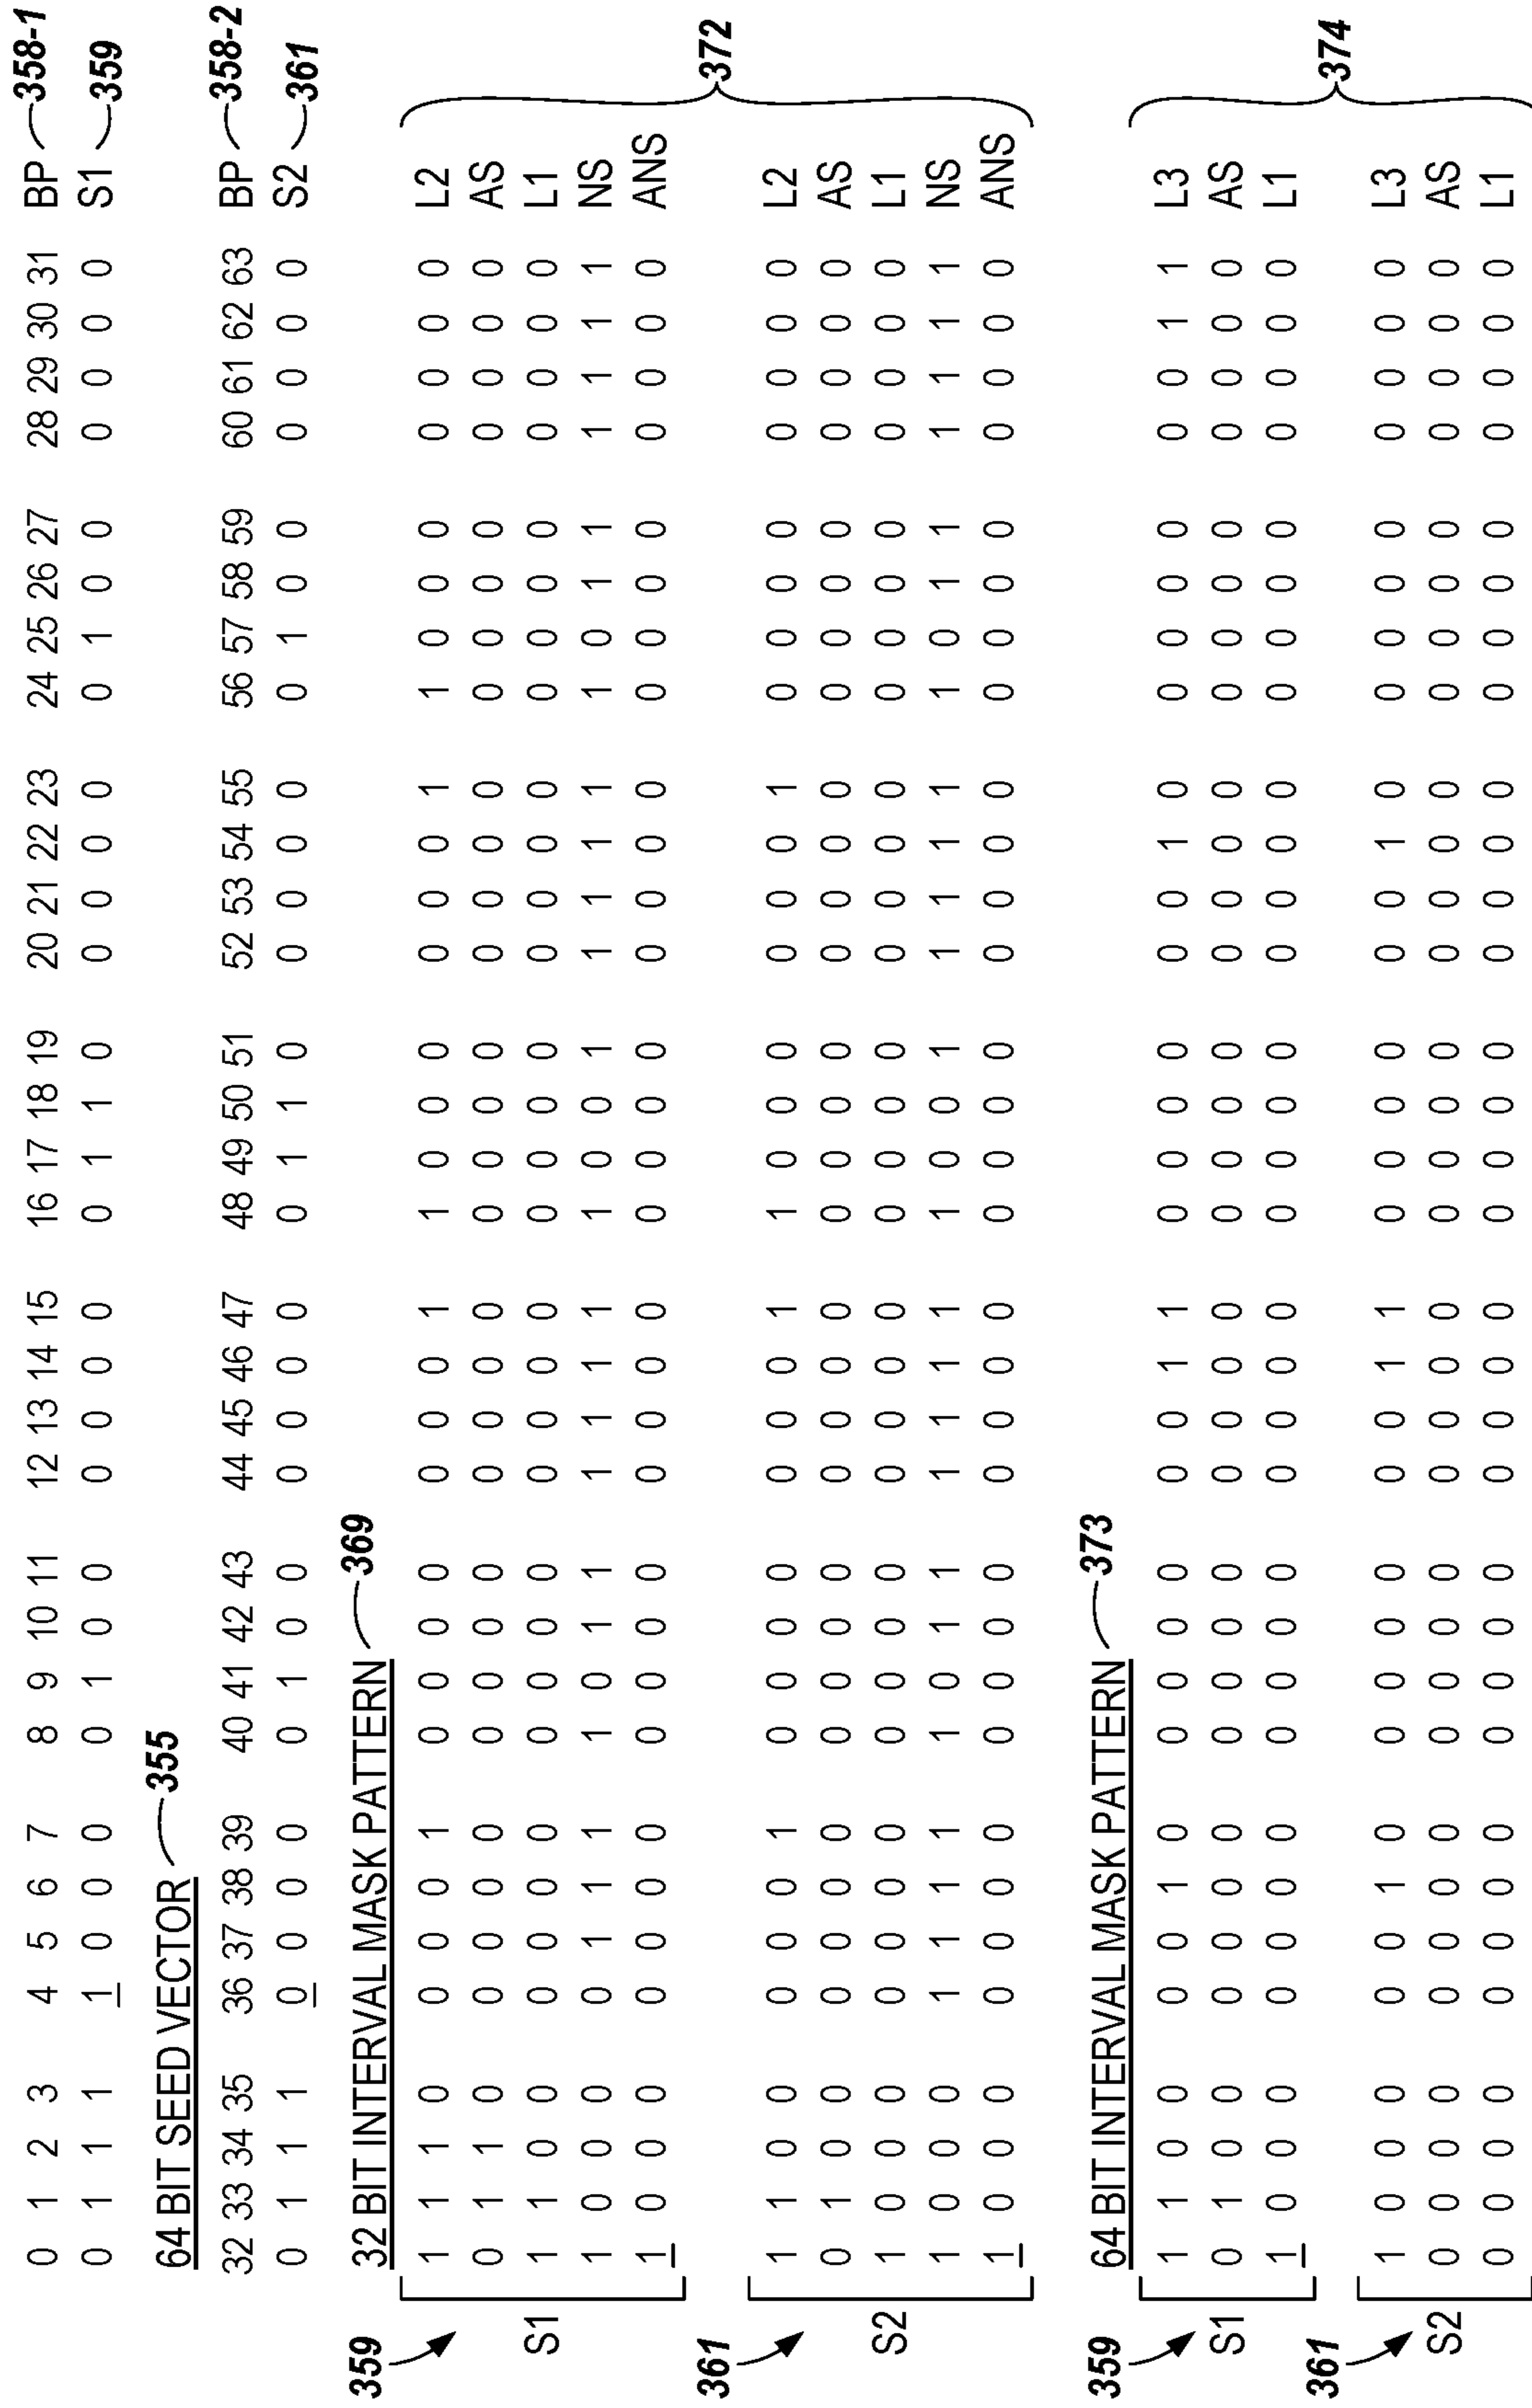 0 1 2 3 4 5 6 7 8 9 10 11 12 13 14 15 16 17 18 19 20 21 22 23 24 25 26 27 28 29 30 31 BP 358-1
0 1 1 1 1 0 0 0 0 1 0 0 0 0 0 0 0 1 1 0 0 0 0 0 0 1 0 0 0 0 0 0 S1 359
64 BIT SEED VECTOR 355
32 33 34 35 36 37 38 39 40 41 42 43 44 45 46 47 48 49 50 51 52 53 54 55 56 57 58 59 60 61 62 63 BP 358-2
0 1 1 1 0 0 0 0 0 1 0 0 0 0 0 0 0 1 1 0 0 0 0 0 0 1 0 0 0 0 0 0 S2 361
32 BIT INTERVAL MASK PATTERN 369
359
S1
1 1 1 0 0 0 0 1 0 0 0 0 0 0 0 1 1 0 0 0 0 0 0 1 1 0 0 0 0 0 0 0 L2
0 1 1 0 0 0 0 0 0 0 0 0 0 0 0 0 0 0 0 0 0 0 0 0 0 0 0 0 0 0 0 0 AS
1 1 0 0 0 0 0 0 0 0 0 0 0 0 0 0 0 0 0 0 0 0 0 0 0 0 0 0 0 0 0 0 L1
1 0 0 0 0 1 1 1 1 0 1 1 1 1 1 1 1 0 0 1 1 1 1 1 1 0 1 1 1 1 1 1 NS
1 0 0 0 0 0 0 0 0 0 0 0 0 0 0 0 0 0 0 0 0 0 0 0 0 0 0 0 0 0 0 0 ANS
372
361
S2
1 1 0 0 0 0 0 1 0 0 0 0 0 0 0 1 1 0 0 0 0 0 0 1 0 0 0 0 0 0 0 0 L2
0 1 0 0 0 0 0 0 0 0 0 0 0 0 0 0 0 0 0 0 0 0 0 0 0 0 0 0 0 0 0 0 AS
1 0 0 0 0 0 0 0 0 0 0 0 0 0 0 0 0 0 0 0 0 0 0 0 0 0 0 0 0 0 0 0 L1
1 0 0 0 1 1 1 1 1 0 1 1 1 1 1 1 1 0 0 1 1 1 1 1 1 0 1 1 1 1 1 1 NS
1 0 0 0 0 0 0 0 0 0 0 0 0 0 0 0 0 0 0 0 0 0 0 0 0 0 0 0 0 0 0 0 ANS
64 BIT INTERVAL MASK PATTERN 373
359
S1
1 1 0 0 0 0 1 0 0 0 0 0 0 0 1 1 0 0 0 0 0 0 1 0 0 0 0 0 0 0 1 1 L3
0 1 0 0 0 0 0 0 0 0 0 0 0 0 0 0 0 0 0 0 0 0 0 0 0 0 0 0 0 0 0 0 AS
1 0 0 0 0 0 0 0 0 0 0 0 0 0 0 0 0 0 0 0 0 0 0 0 0 0 0 0 0 0 0 0 L1
374
361
S2
1 0 0 0 0 0 1 0 0 0 0 0 0 0 1 1 0 0 0 0 0 0 1 0 0 0 0 0 0 0 0 0 L3
0 0 0 0 0 0 0 0 0 0 0 0 0 0 0 0 0 0 0 0 0 0 0 0 0 0 0 0 0 0 0 0 AS
0 0 0 0 0 0 0 0 0 0 0 0 0 0 0 0 0 0 0 0 0 0 0 0 0 0 0 0 0 0 0 0 L1